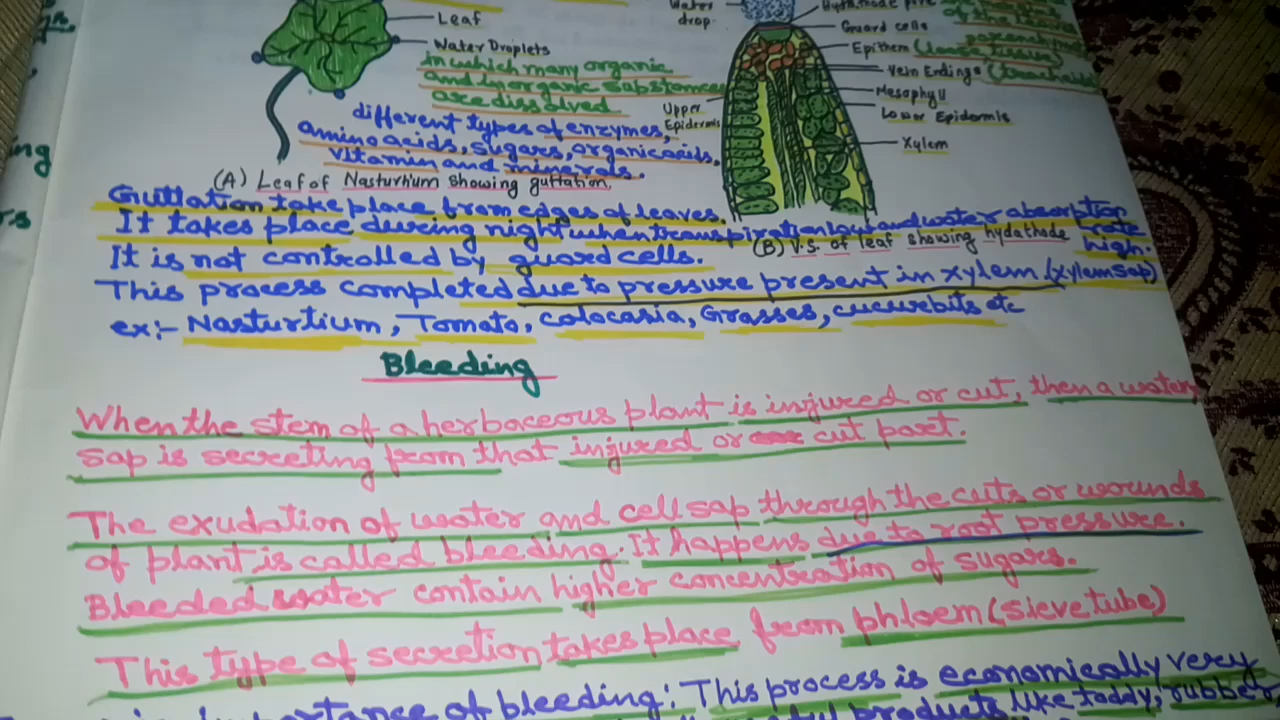 Leaf
Water Droplets
in which many organic
and inorganic substances
are dissolved
different types of enzymes,
amino acids, sugars, organic acids,
vitamin and minerals.
(A) Leaf of Nasturtium showing guttation.
Water
drop
Guard cells
Epithem (loose tissue)
Vein Endings (tracheids
Mesophyll
Upper
Epidermis
Lower Epidermis
Xylem
(B) V.S. of leaf showing hydathode
Guttation take place from edges of leaves.
It takes place during night when transpiration low and water absorption rate high.
It is not controlled by guard cells.
This process completed due to pressure present in xylem (xylem sap)
ex:- Nasturtium, Tomato, Colocasia, Grasses, cucurbits etc
Bleeding
When the stem of a herbaceous plant is injured or cut, then a watery
sap is secreting from that injured or cut part.
The exudation of water and cell sap through the cuts or wounds
of plant is called bleeding. It happens due to root pressure.
Bleeded water contain higher concentration of sugars.
This type of secretion takes place from phloem (sieve tube)
of bleeding: This process is economically very
products like toddy, rubber